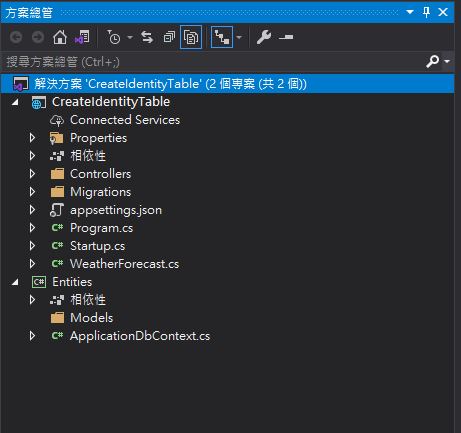 方案總管
搜尋方案總管 (Ctrl+;)
解決方案 'CreateIdentityTable' (2 個專案 (共 2 個))
CreateIdentityTable
Connected Services
Properties
相依性
Controllers
Migrations
appsettings.json
C# Program.cs
C# Startup.cs
C# WeatherForecast.cs
C# Entities
相依性
Models
C# ApplicationDbContext.cs